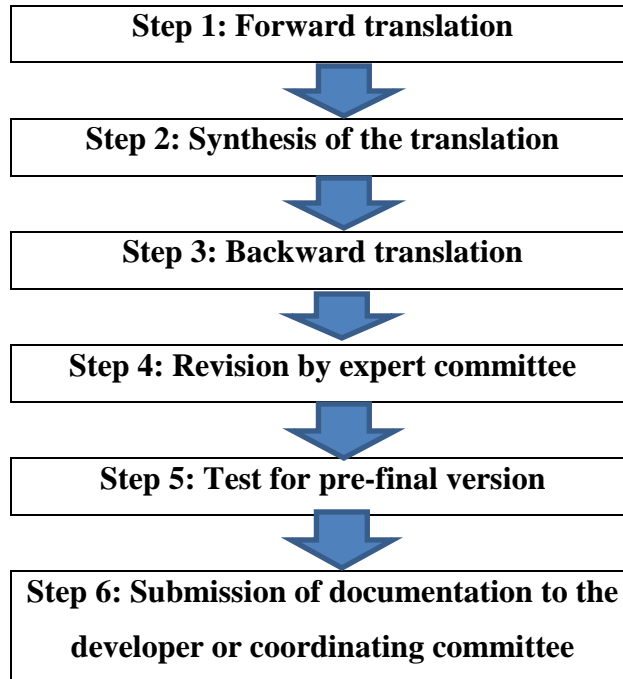 Step 1: Forward translation
Step 2: Synthesis of the translation
Step 3: Backward translation
Step 4: Revision by expert committee
Step 5: Test for pre-final version
Step 6: Submission of documentation to the
developer or coordinating committee